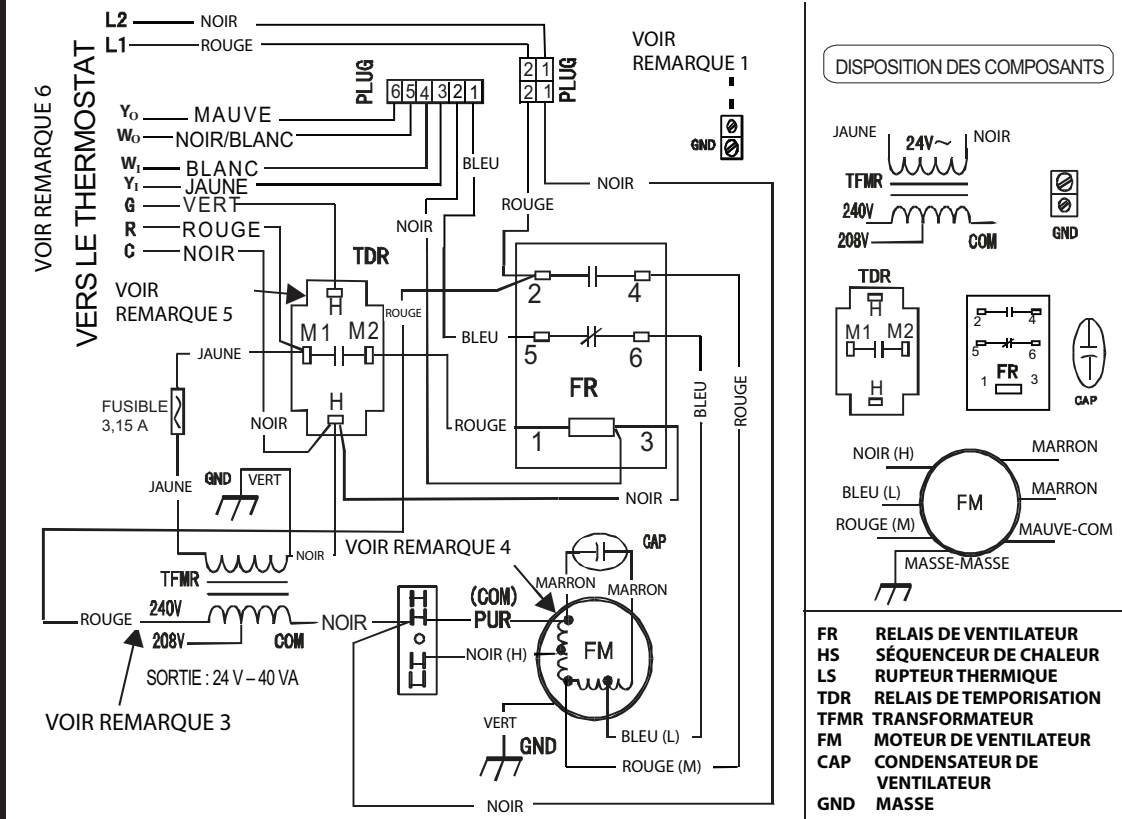 L2 NOIR
L1 ROUGE
VOIR REMARQUE 6
VERS LE THERMOSTAT
Y_O MAUVE
W_O NOIR/BLANC
W_I BLANC
Y_I JAUNE
G VERT
R ROUGE
C NOIR
PLUG
6 5 4 3 2 1
2 1
2 1
PLUG
VOIR
REMARQUE 1
GND
BLEU
NOIR
ROUGE
NOIR
TDR
VOIR
REMARQUE 5
H
M1 M2
H
ROUGE
JAUNE
FUSIBLE
3,15 A
NOIR
2 4
BLEU
5 6
FR
ROUGE
1 3
BLEU
ROUGE
NOIR
JAUNE
GND
VERT
NOIR
TFMR
ROUGE
240V
208V
COM
NOIR
SORTIE : 24 V – 40 VA
VOIR REMARQUE 3
VOIR REMARQUE 4
CAP
MARRON
MARRON
(COM)
PUR
FM
NOIR (H)
VERT
GND
BLEU (L)
ROUGE (M)
NOIR
DISPOSITION DES COMPOSANTS
JAUNE
24V~
NOIR
TFMR
240V
208V
COM
GND
TDR
H
M1 M2
H
2 4
5 6
FR
1 3
CAP
NOIR (H)
MARRON
BLEU (L)
FM
MARRON
ROUGE (M)
MAUVE-COM
MASSE-MASSE
FR RELAIS DE VENTILATEUR
HS SÉQUENCEUR DE CHALEUR
LS RUPTEUR THERMIQUE
TDR RELAIS DE TEMPORISATION
TFMR TRANSFORMATEUR
FM MOTEUR DE VENTILATEUR
CAP CONDENSATEUR DE
VENTILATEUR
GND MASSE